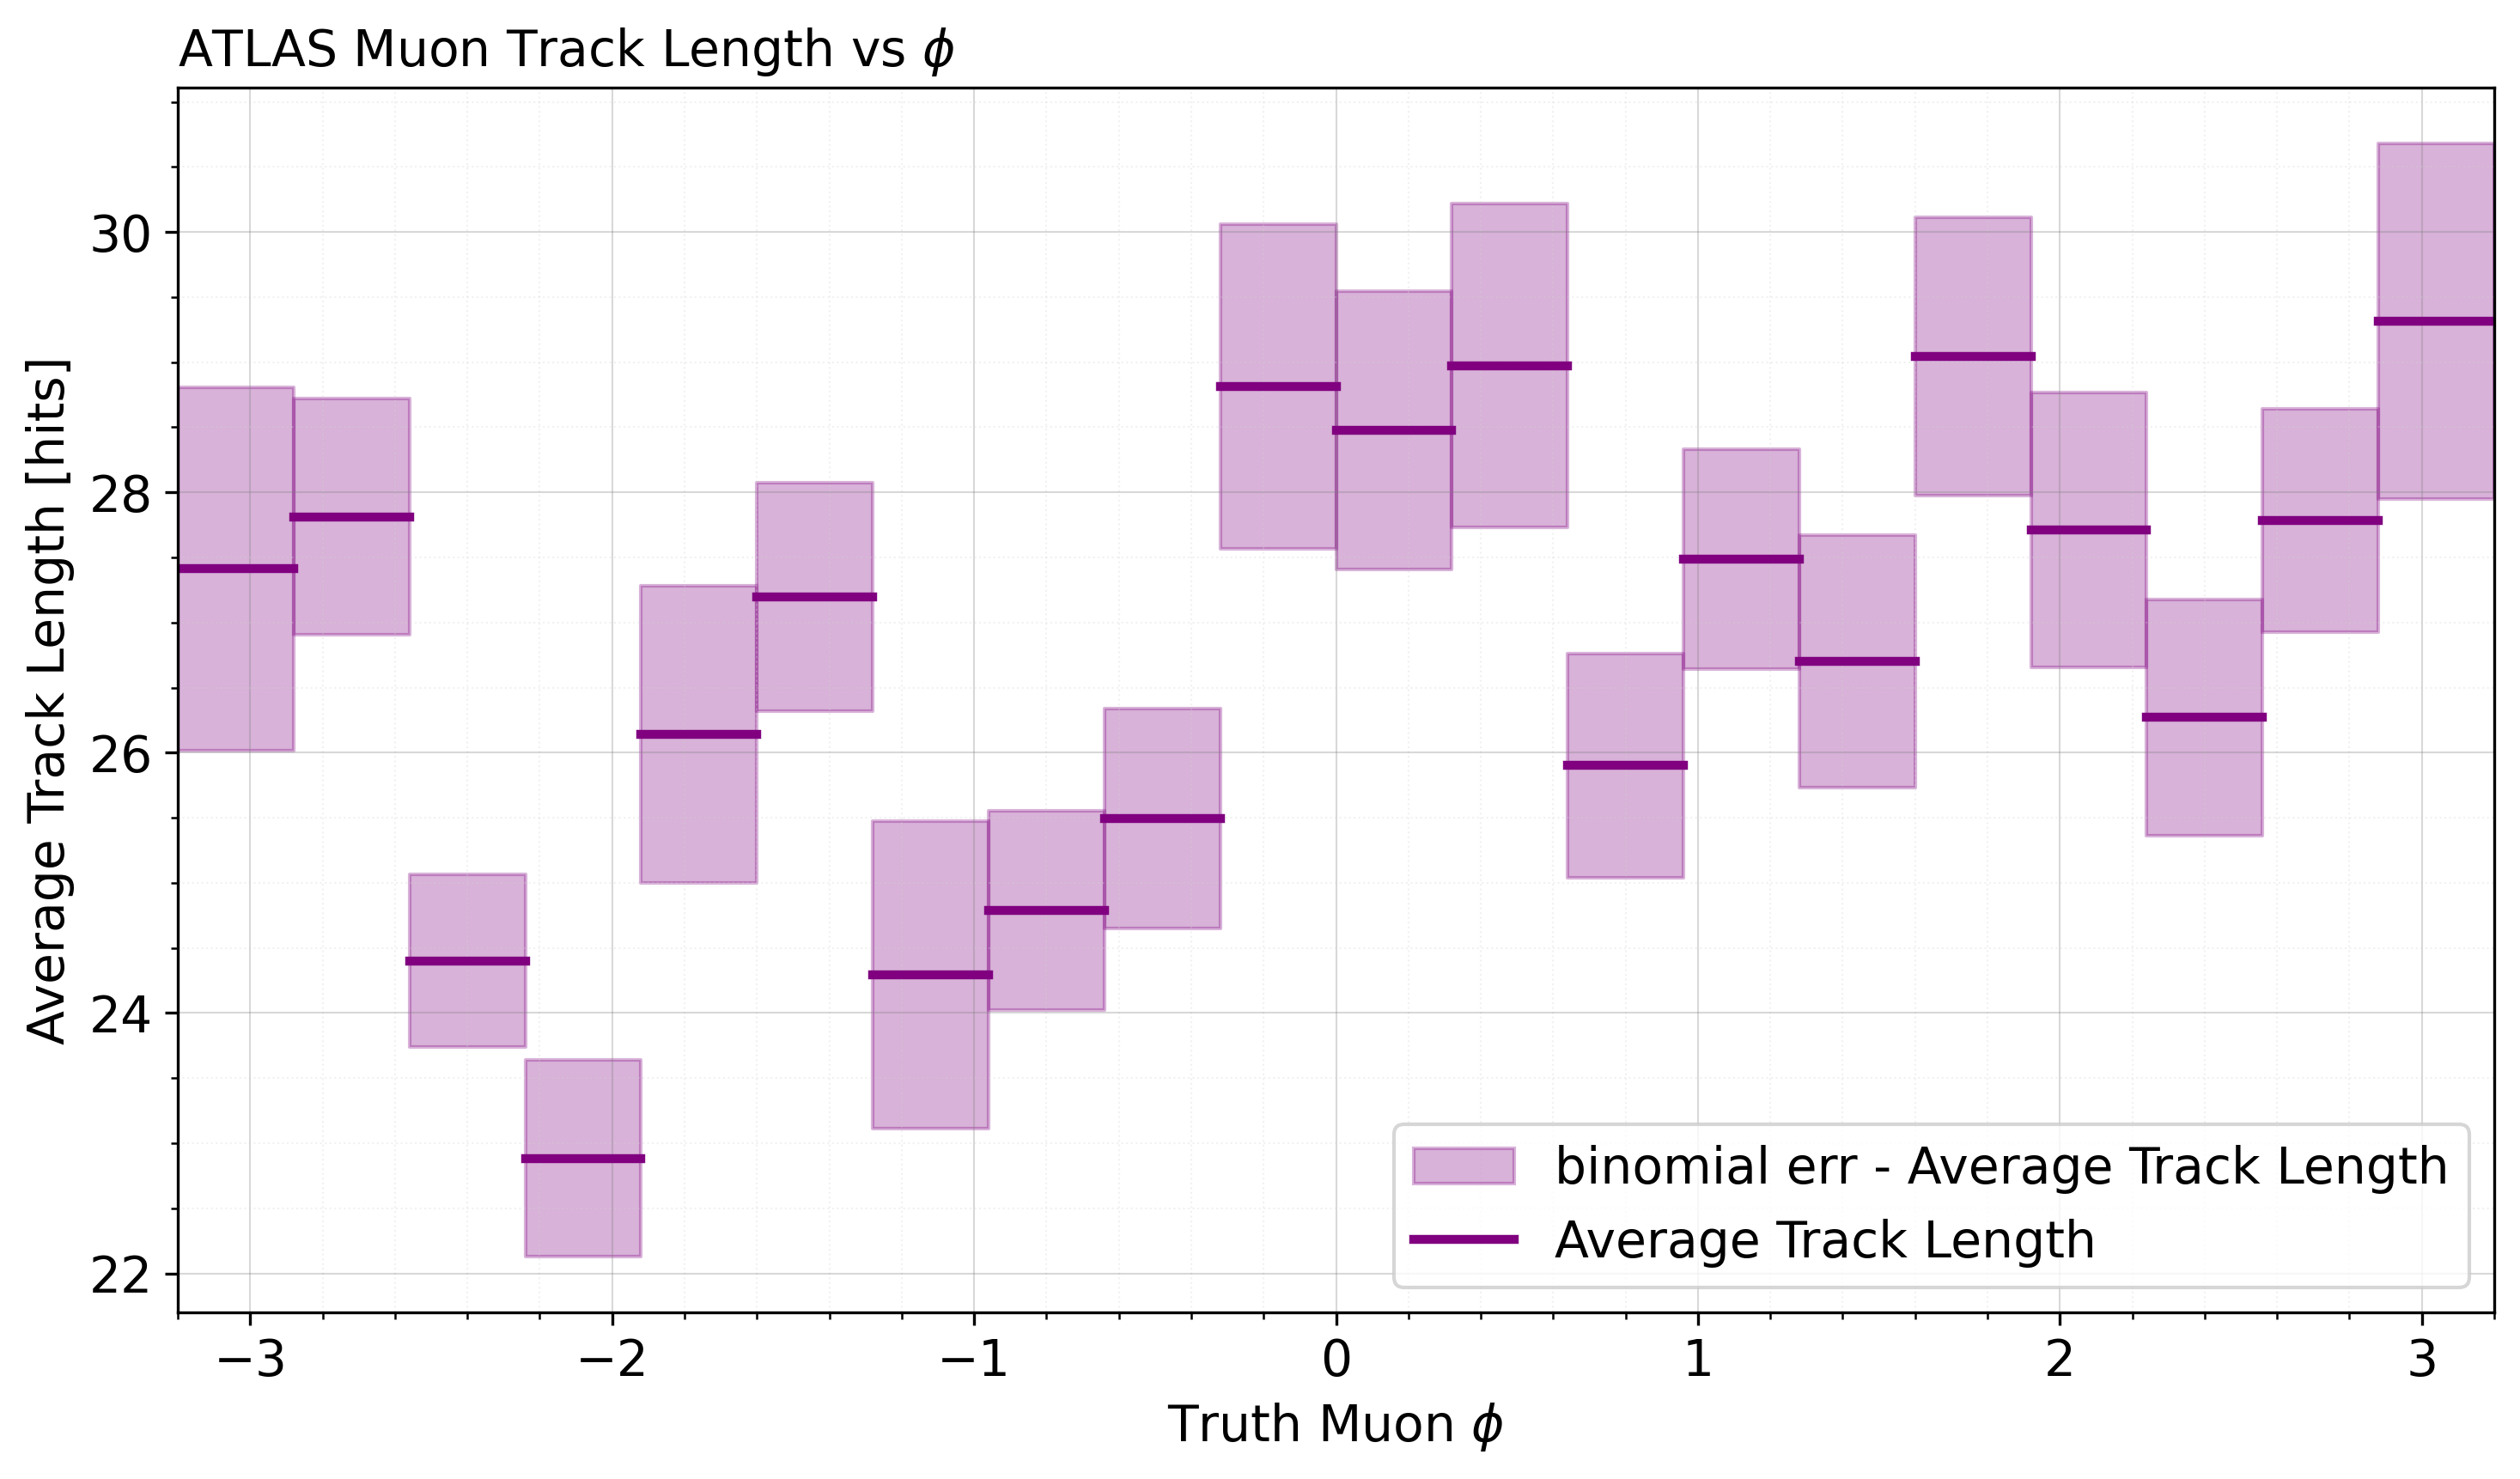 ATLAS Muon Track Length vs ϕ
Average Track Length [hits]
30
28
26
24
22
binomial err - Average Track Length
Average Track Length
−3 −2 −1 0 1 2 3
Truth Muon ϕ